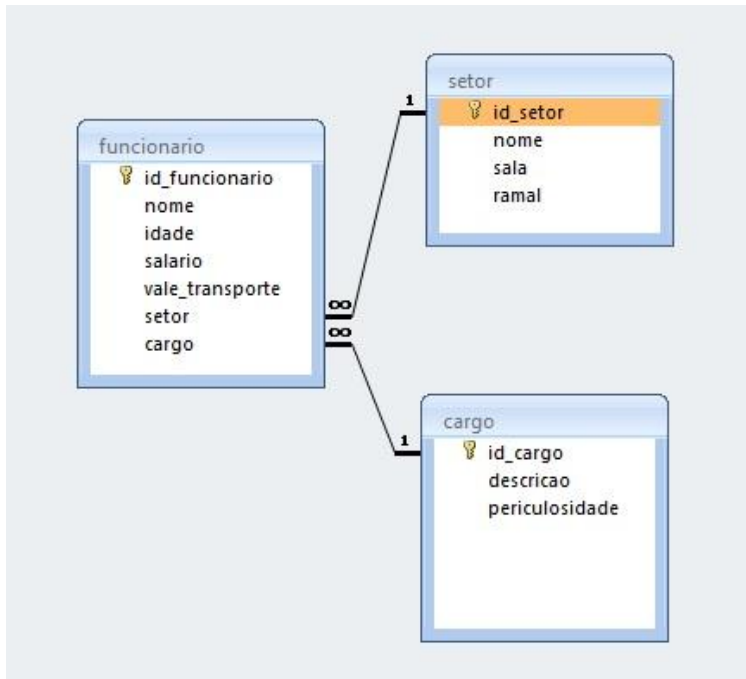 funcionario
id_funcionario
nome
idade
salario
vale_transporte
setor
cargo
1
∞
∞
1
setor
id_setor
nome
sala
ramal
cargo
id_cargo
descricao
periculosidade